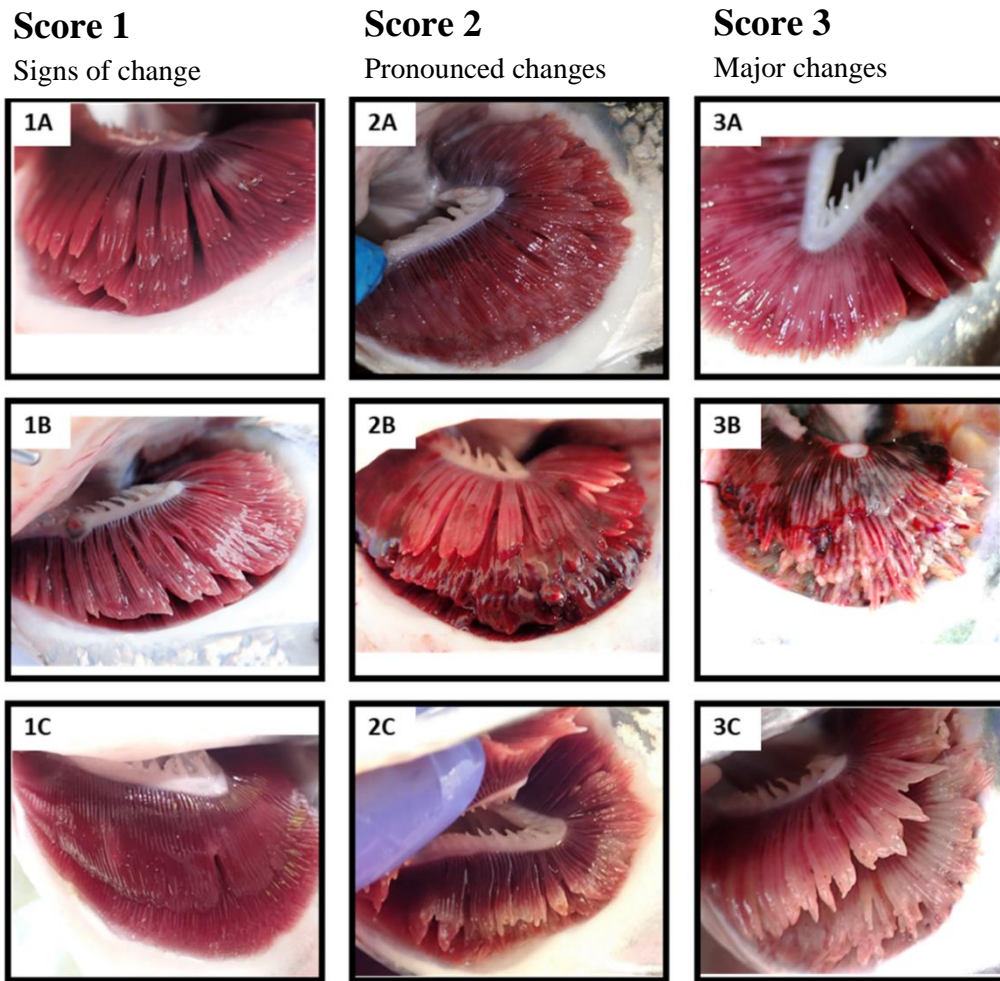 Score 1
Signs of change
Score 2
Pronounced changes
Score 3
Major changes
1A
2A
3A
1B
2B
3B
1C
2C
3C